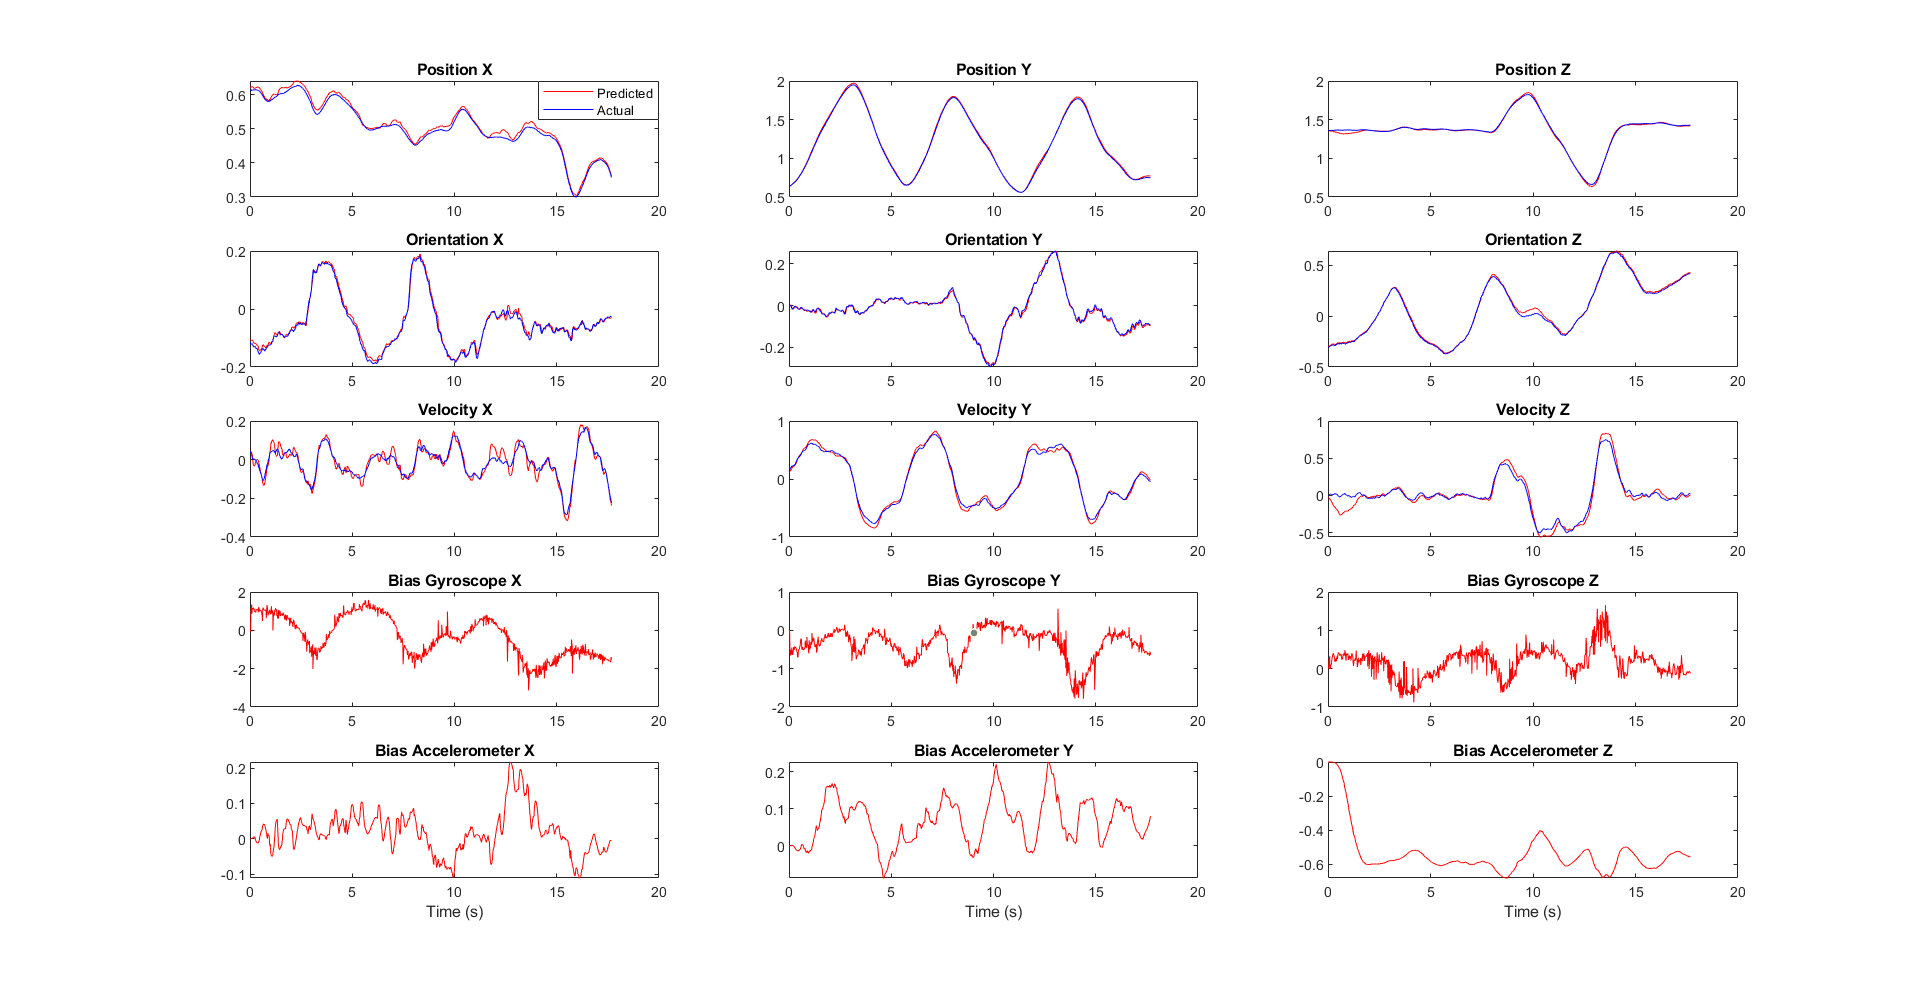 Position X
Position Y
Position Z
0.6
0.5
0.4
0.3
Predicted
Actual
0 5 10 15 20
2
1.5
1
0.5
0 5 10 15 20
2
1.5
1
0.5
0 5 10 15 20
Orientation X
Orientation Y
Orientation Z
0.2
0
-0.2
0 5 10 15 20
0.2
0
-0.2
0 5 10 15 20
0.5
0
-0.5
0 5 10 15 20
Velocity X
Velocity Y
Velocity Z
0.2
0
-0.2
-0.4
0 5 10 15 20
1
0
-1
0 5 10 15 20
1
0.5
0
-0.5
0 5 10 15 20
Bias Gyroscope X
Bias Gyroscope Y
Bias Gyroscope Z
2
0
-2
-4
0 5 10 15 20
1
0
-1
-2
0 5 10 15 20
2
1
0
-1
0 5 10 15 20
Bias Accelerometer X
Bias Accelerometer Y
Bias Accelerometer Z
0.2
0.1
0
-0.1
0 5 10 15 20
Time (s)
0.2
0.1
0
0 5 10 15 20
Time (s)
0
-0.2
-0.4
-0.6
0 5 10 15 20
Time (s)